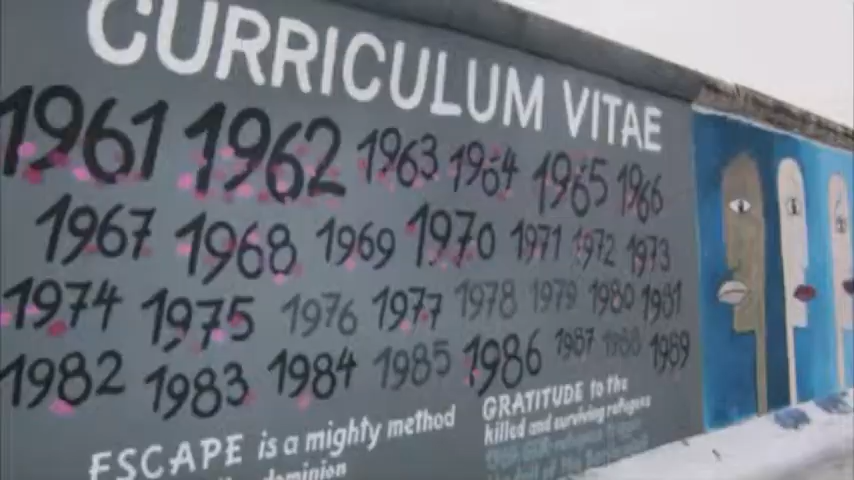 CURRICULUM VITAE
1961 1962 1963 1964 1965 1966
1967 1968 1969 1970 1971 1972 1973
1974 1975 1976 1977 1978 1979 1980 1981
1982 1983 1984 1985 1986 1987 1988 1989
ESCAPE is a mighty method
dominion
GRATITUDE to the
killed and surviving refugees